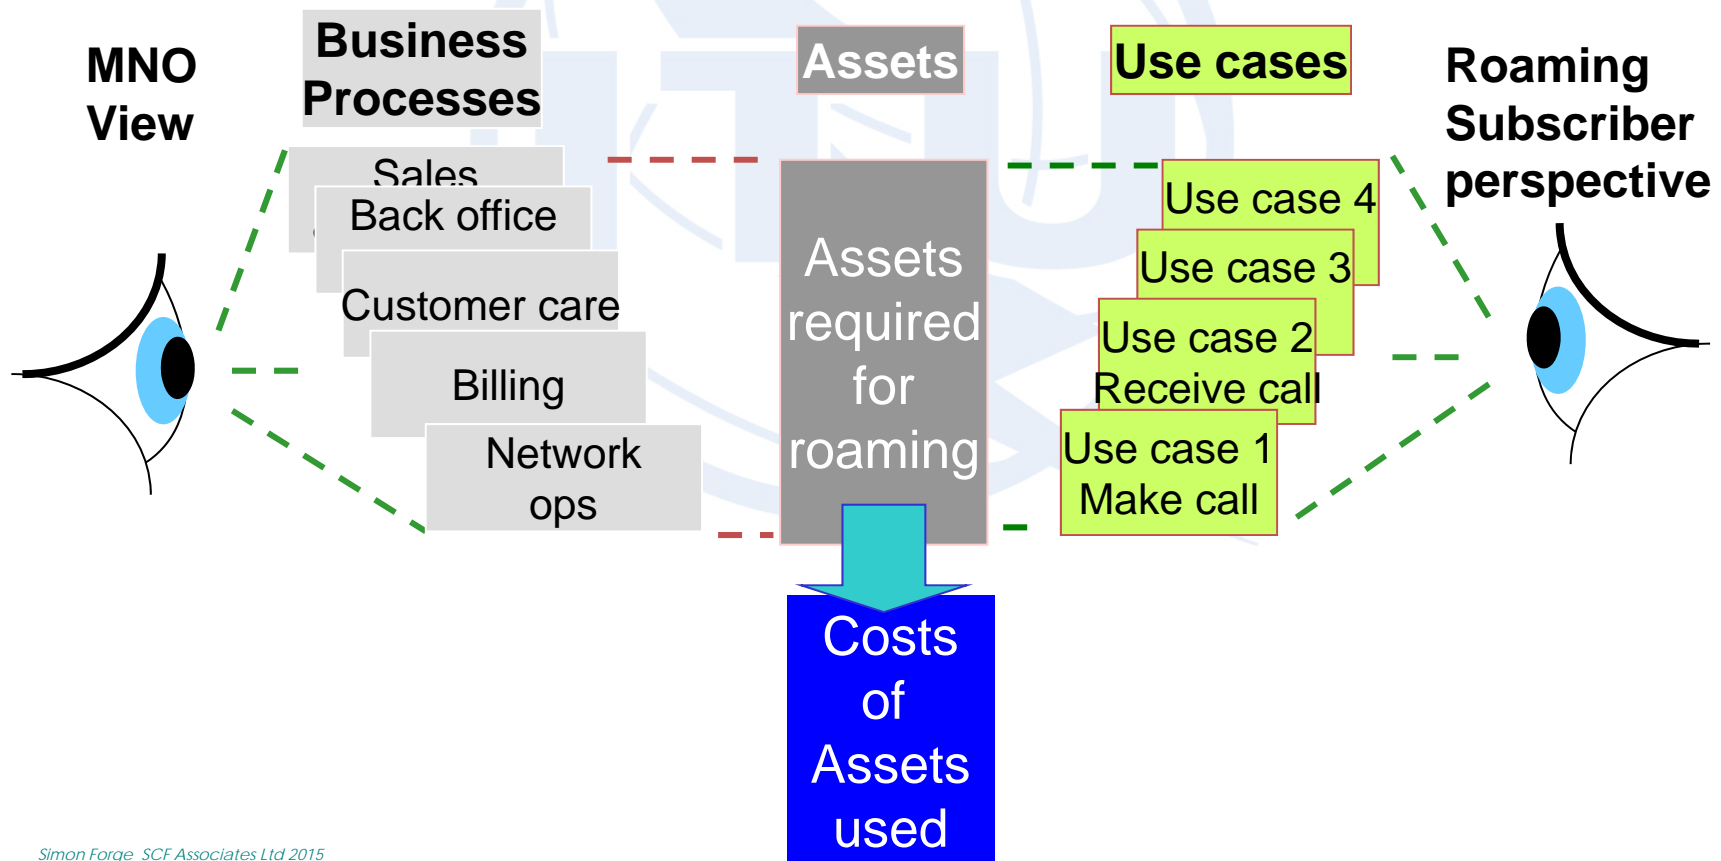 MNO
View
Business
Processes
Assets
Use cases
Roaming
Subscriber
perspective
Sales
Back office
Customer care
Billing
Network
ops
Assets
required
for
roaming
Use case 4
Use case 3
Use case 2
Receive call
Use case 1
Make call
Costs
of
Assets
used
Simon Forge SCF Associates Ltd 2015
ITU